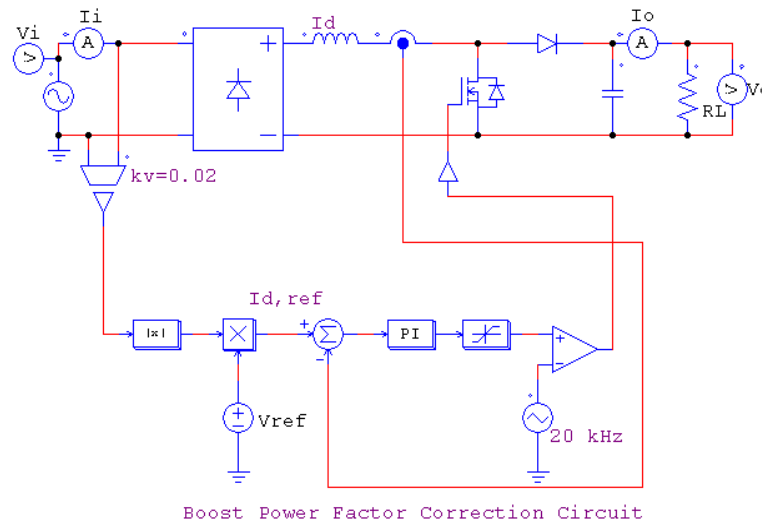 Ii
Id
Io
Vi
A
A
V
V
RL
kv=0.02
Id,ref
|x|
Σ
PI
Vref
20 kHz
Boost Power Factor Correction Circuit